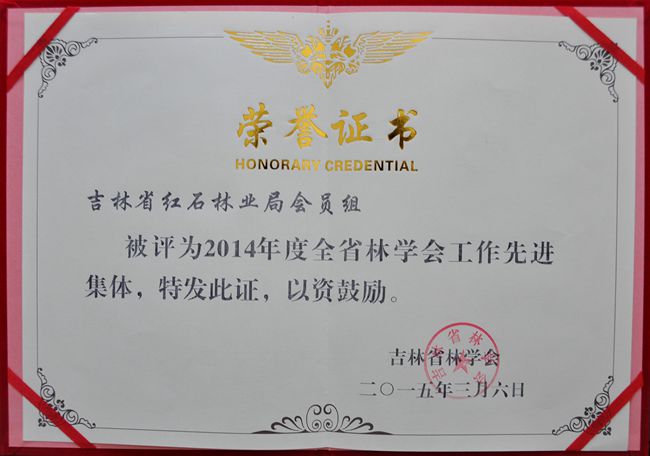 荣誉证书
HONORARY CREDENTIAL
吉林省红石林业局会员组
被评为2014年度全省林学会工作先进
集体，特发此证，以资鼓励。
吉林省林学会
二〇一五年三月六日